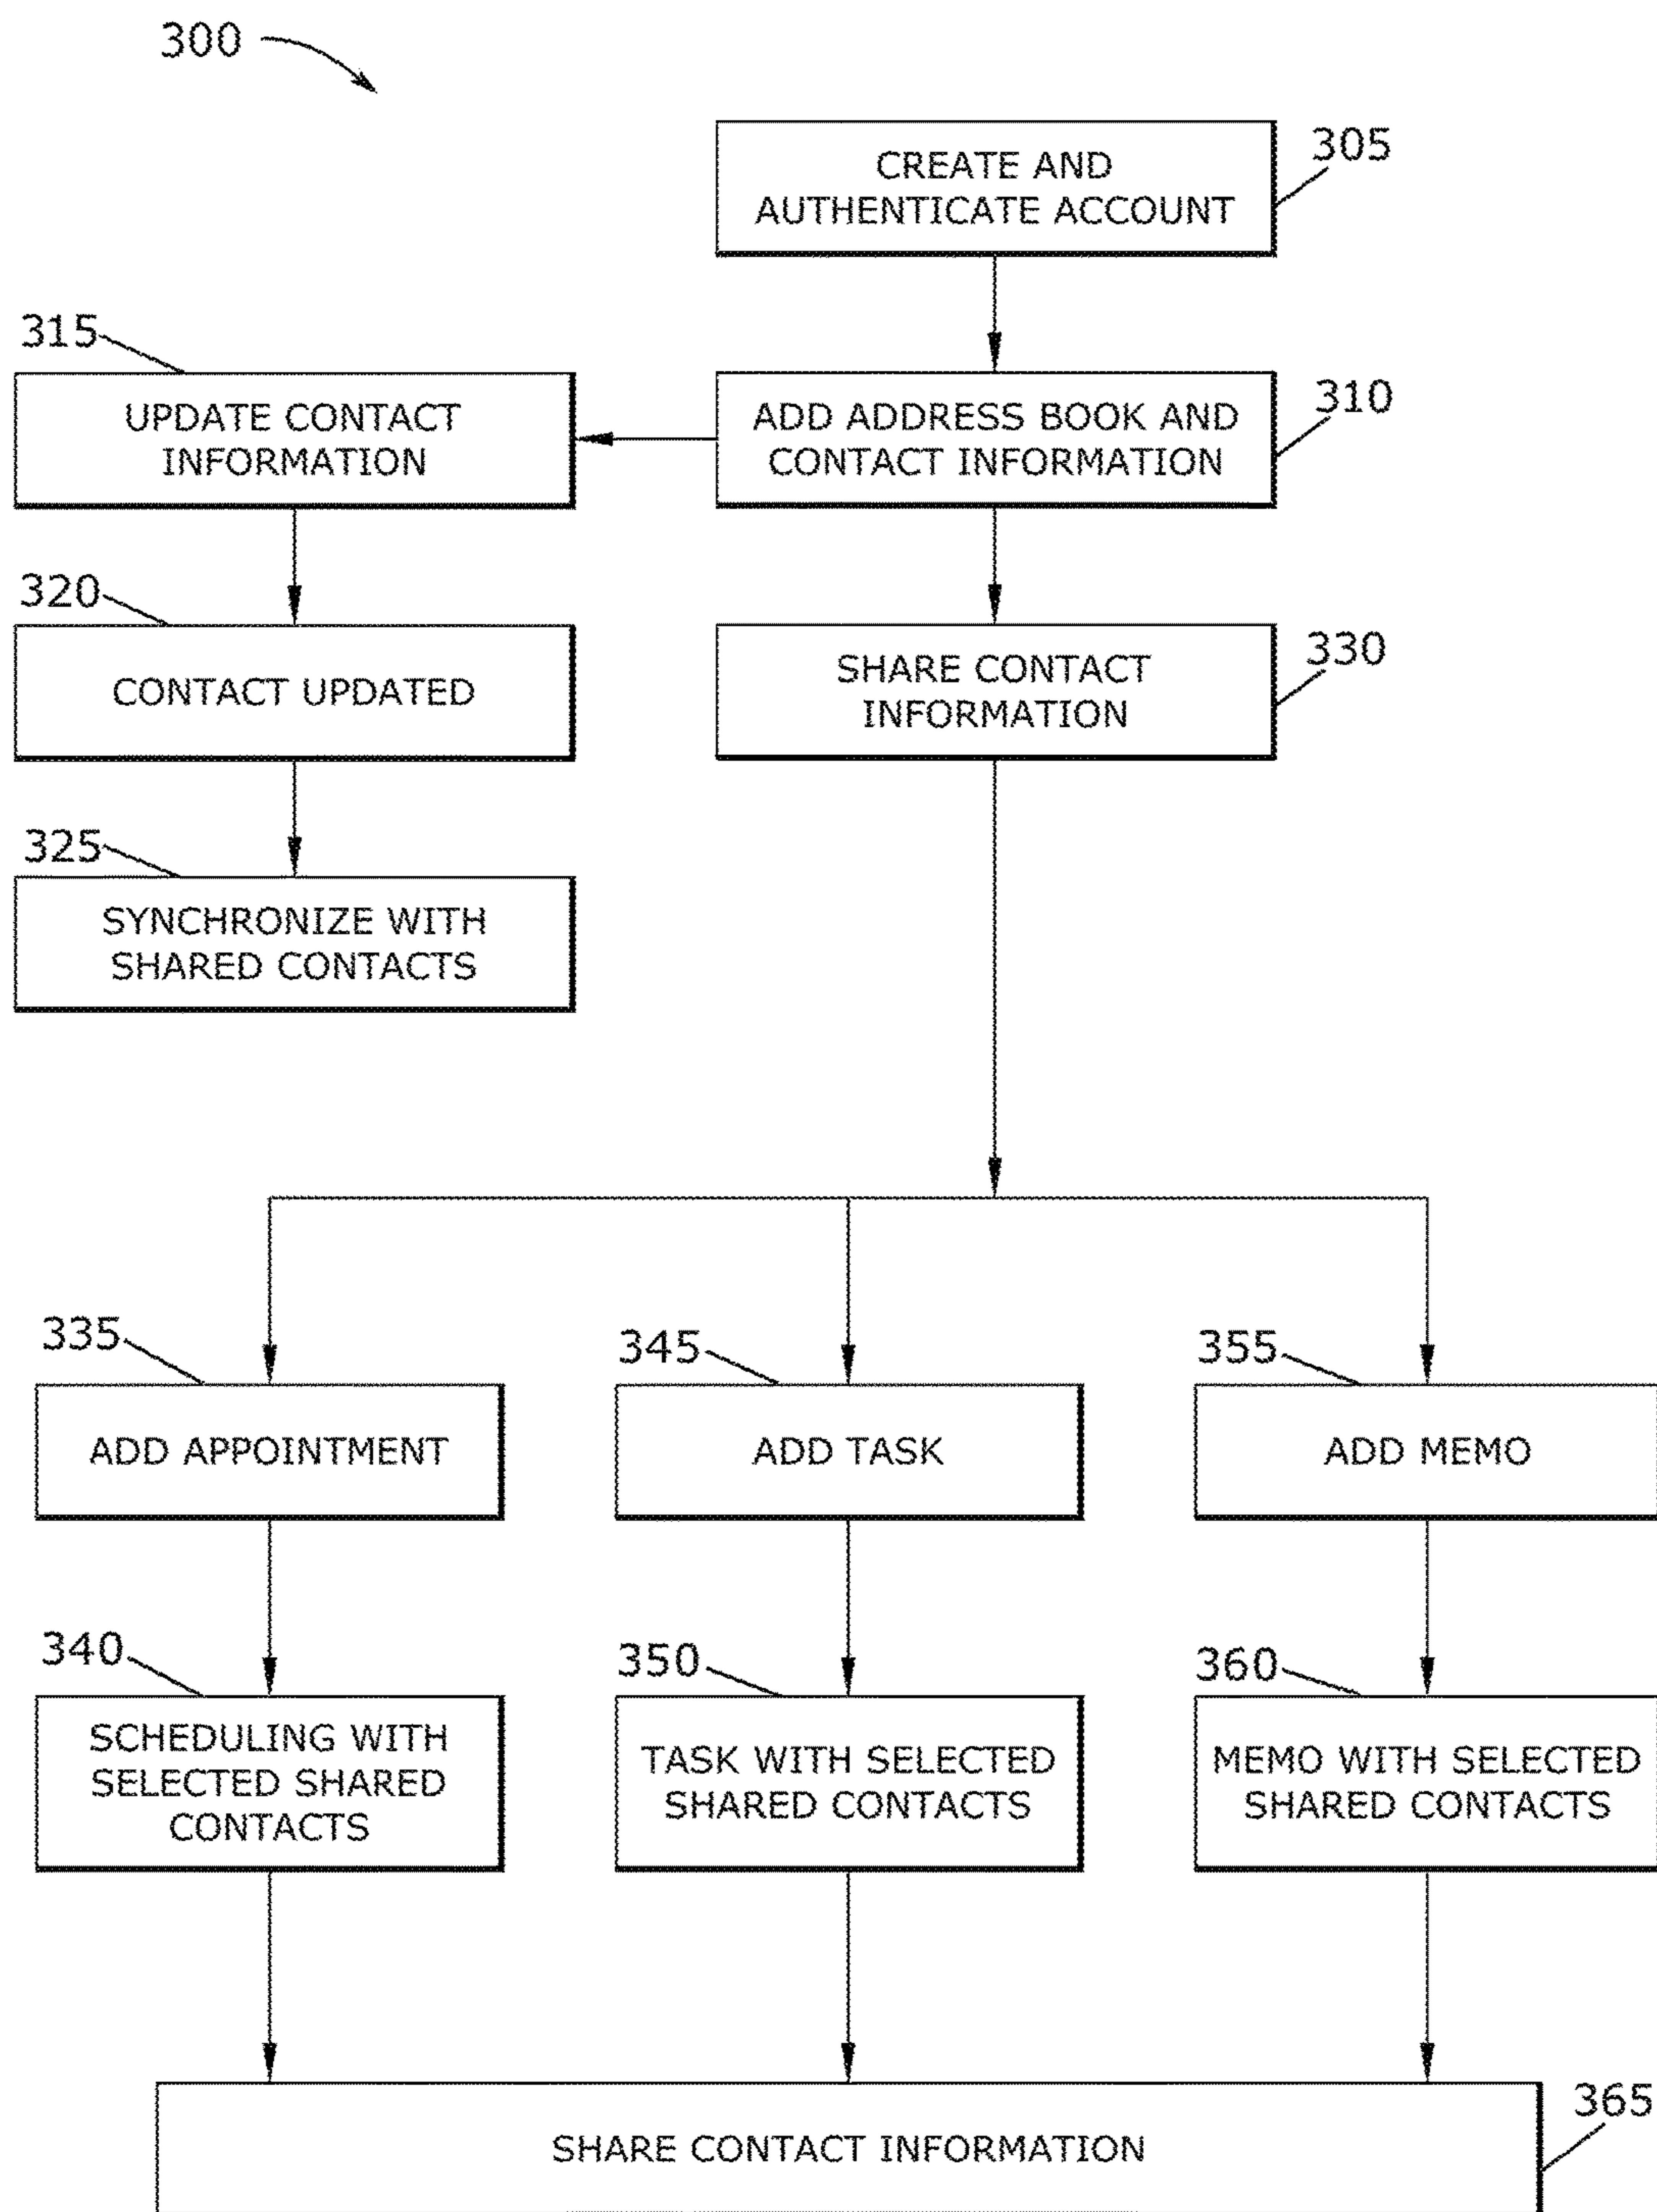 300
CREATE AND
AUTHENTICATE ACCOUNT
305
315
UPDATE CONTACT
INFORMATION
ADD ADDRESS BOOK AND
CONTACT INFORMATION
310
320
CONTACT UPDATED
SHARE CONTACT
INFORMATION
330
325
SYNCHRONIZE WITH
SHARED CONTACTS
335
ADD APPOINTMENT
345
ADD TASK
355
ADD MEMO
340
SCHEDULING WITH
SELECTED SHARED
CONTACTS
350
TASK WITH SELECTED
SHARED CONTACTS
360
MEMO WITH SELECTED
SHARED CONTACTS
365
SHARE CONTACT INFORMATION